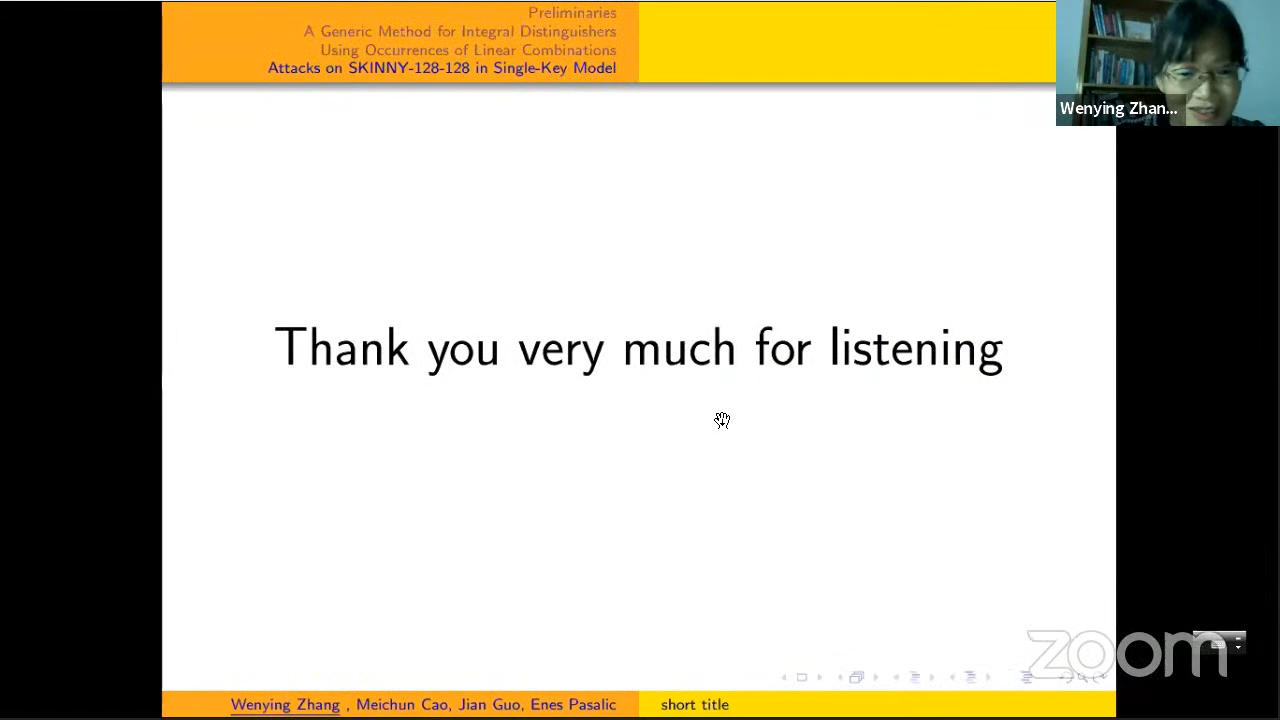 Preliminaries
A Generic Method for Integral Distinguishers
Using Occurrences of Linear Combinations
Attacks on SKINNY-128-128 in Single-Key Model
Wenying Zhan...
Thank you very much for listening
zoom
Wenying Zhang , Meichun Cao, Jian Guo, Enes Pasalic short title